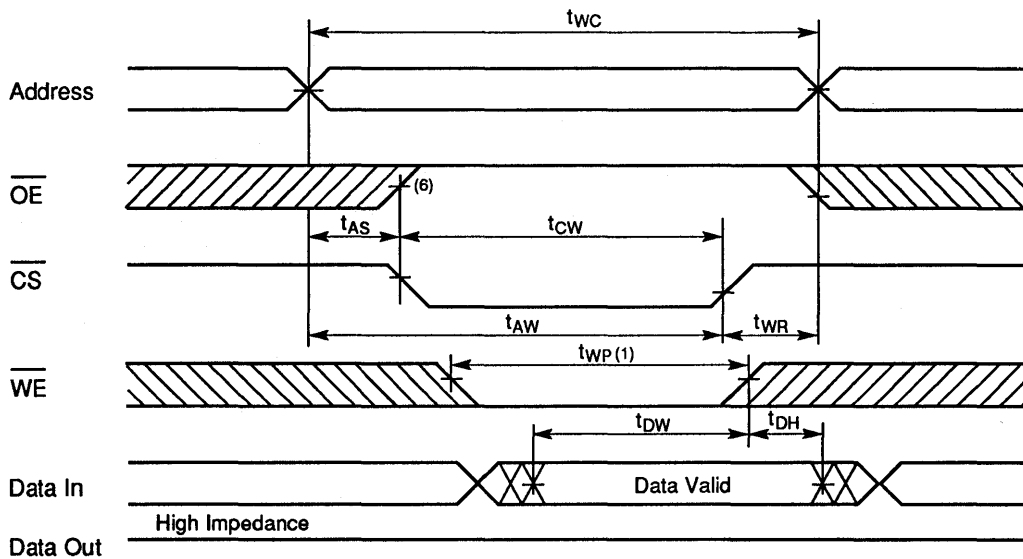 tWC
Address
OE
(6)
tAS
tCW
CS
tAW
tWR
tWP (1)
WE
tDW
tDH
Data In
Data Valid
High Impedance
Data Out